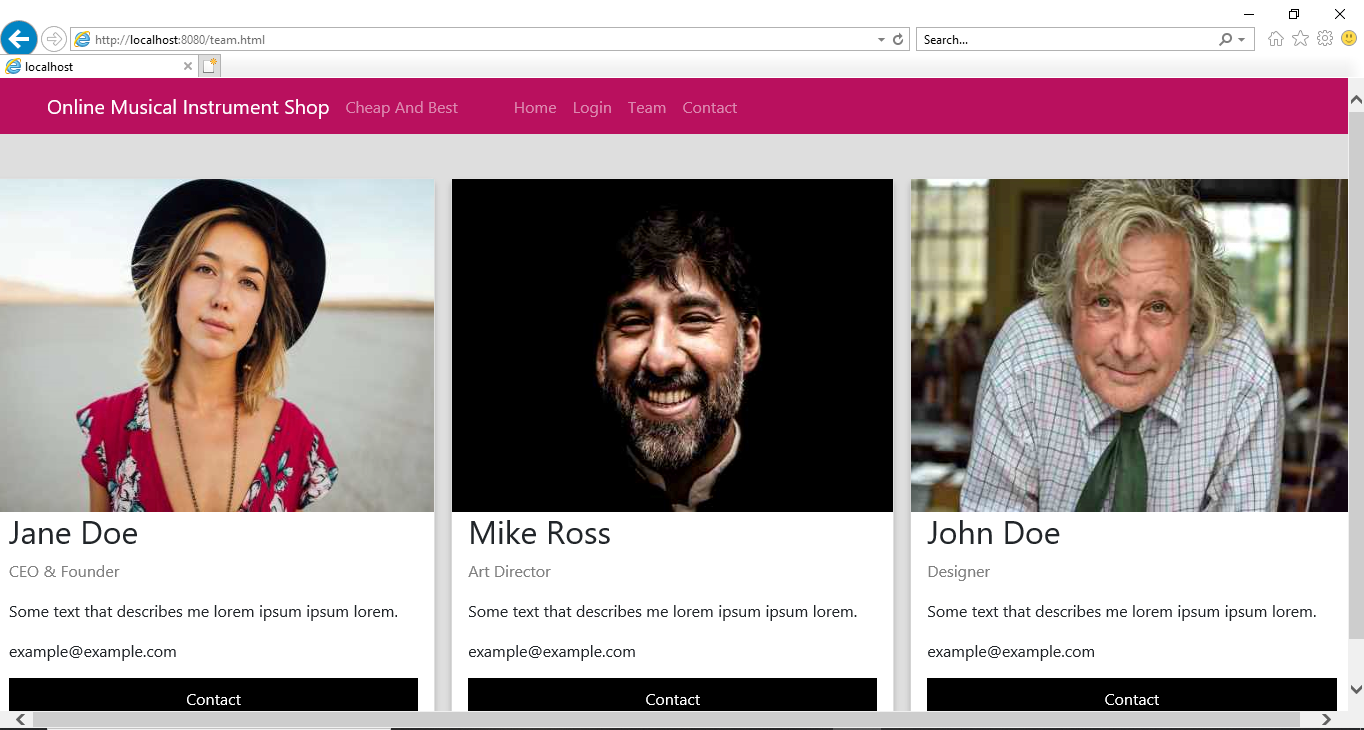 http://localhost:8080/team.html
Search...
localhost
Online Musical Instrument Shop Cheap And Best Home Login Team Contact
Jane Doe Mike Ross John Doe
CEO & Founder Art Director Designer
Some text that describes me lorem ipsum ipsum lorem. Some text that describes me lorem ipsum ipsum lorem. Some text that describes me lorem ipsum ipsum lorem.
example@example.com example@example.com example@example.com
Contact Contact Contact